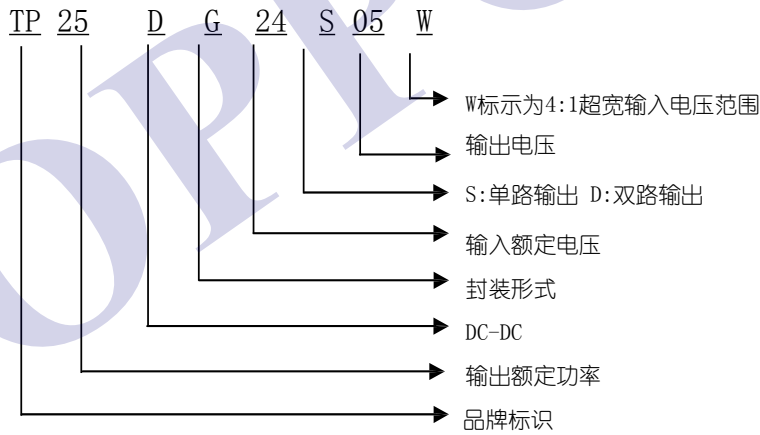 TP 25 D G 24 S 05 W
W标示为4:1超宽输入电压范围
输出电压
S:单路输出 D:双路输出
输入额定电压
封装形式
DC-DC
输出额定功率
品牌标识